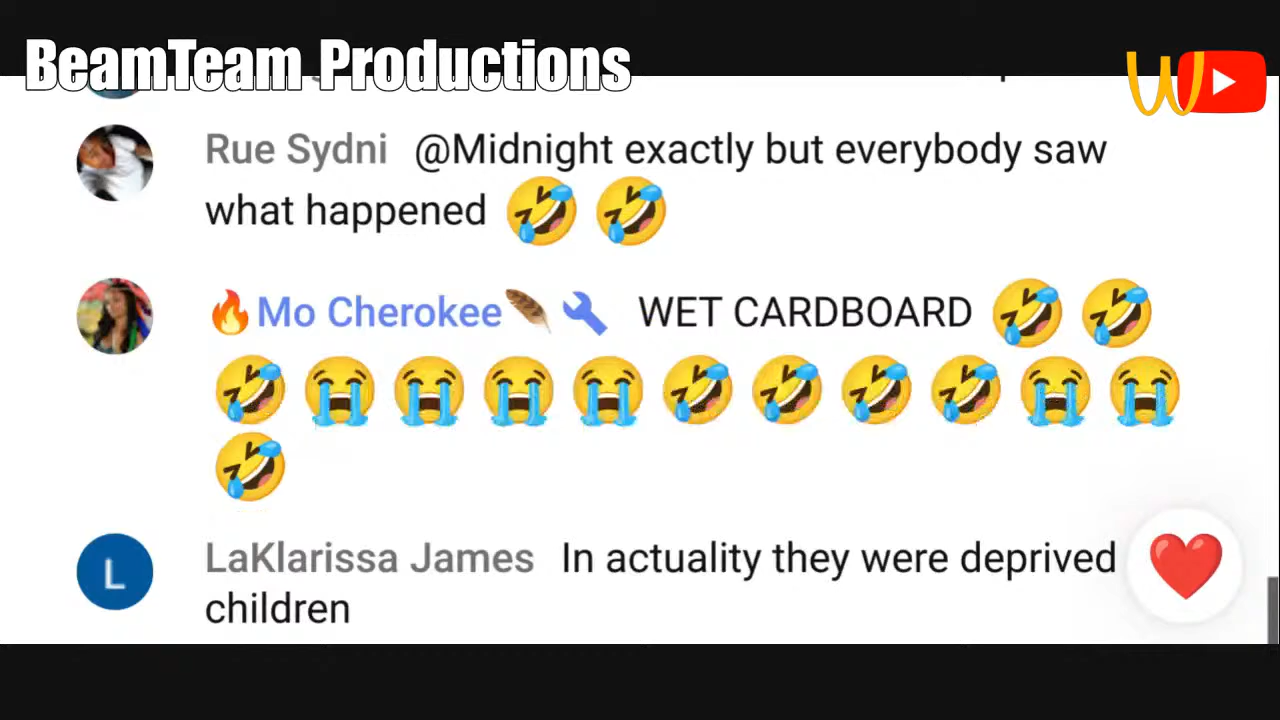 BeamTeam Productions
Rue Sydni @Midnight exactly but everybody saw
what happened 🤣 🤣
🔥Mo Cherokee🪶🔧 WET CARDBOARD 🤣 🤣
🤣 😭 😭 😭 😭 🤣 🤣 🤣 🤣 😭 😭
🤣
L LaKlarissa James In actuality they were deprived
children